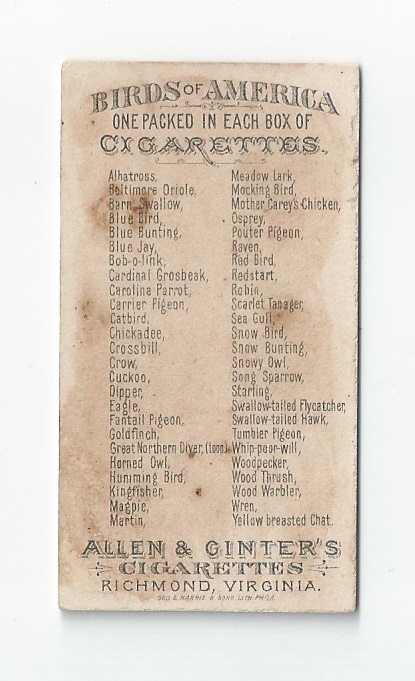 BIRDS OF AMERICA
ONE PACKED IN EACH BOX OF
CIGARETTES.
Albatross,
Baltimore Oriole,
Barn Swallow,
Blue Bird,
Blue Bunting,
Blue Jay,
Bob-o-link,
Cardinal Grosbeak,
Carolina Parrot,
Carrier Pigeon,
Catbird,
Chickadee,
Crossbill,
Crow,
Cuckoo,
Dipper,
Eagle,
Fantail Pigeon,
Goldfinch,
Great Northern Diver, (Loon)
Horned Owl,
Humming Bird,
Kingfisher,
Magpie,
Martin,
Meadow Lark,
Mocking Bird,
Mother Carey's Chicken,
Osprey,
Pouter Pigeon,
Raven,
Red Bird,
Redstart,
Robin,
Scarlet Tanager,
Sea Gull,
Snow Bird,
Snow Bunting,
Snowy Owl,
Song Sparrow,
Starling,
Swallow-tailed Flycatcher,
Swallow-tailed Hawk,
Tumbler Pigeon,
Whip-poor-will,
Woodpecker,
Wood Thrush,
Wood Warbler,
Wren,
Yellow breasted Chat.
ALLEN & GINTER'S
CIGARETTES
RICHMOND, VIRGINIA.
GEO. S. HARRIS & SONS LITH. PHILA.